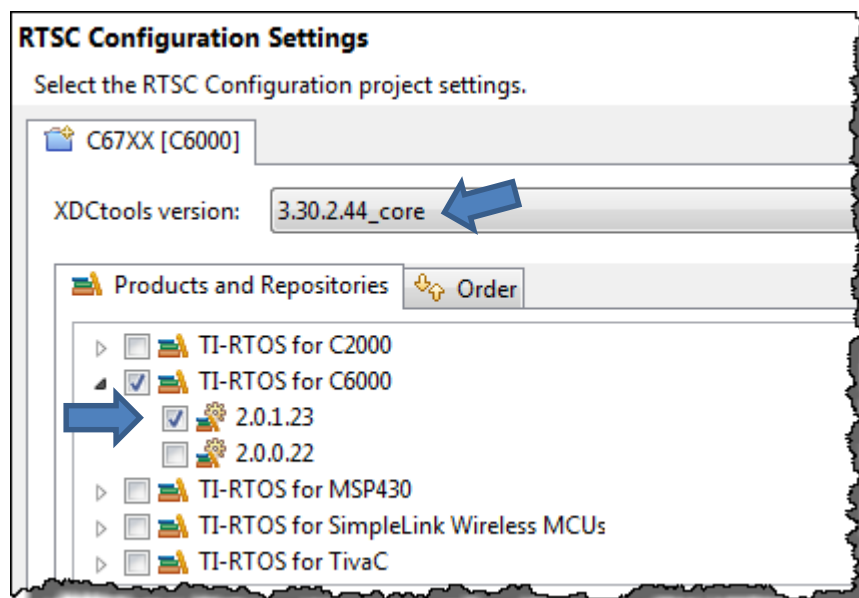 RTSC Configuration Settings
Select the RTSC Configuration project settings.
C67XX [C6000]
XDCtools version: 3.30.2.44_core
Products and Repositories Order
TI-RTOS for C2000
TI-RTOS for C6000
2.0.1.23
2.0.0.22
TI-RTOS for MSP430
TI-RTOS for SimpleLink Wireless MCUs
TI-RTOS for TivaC